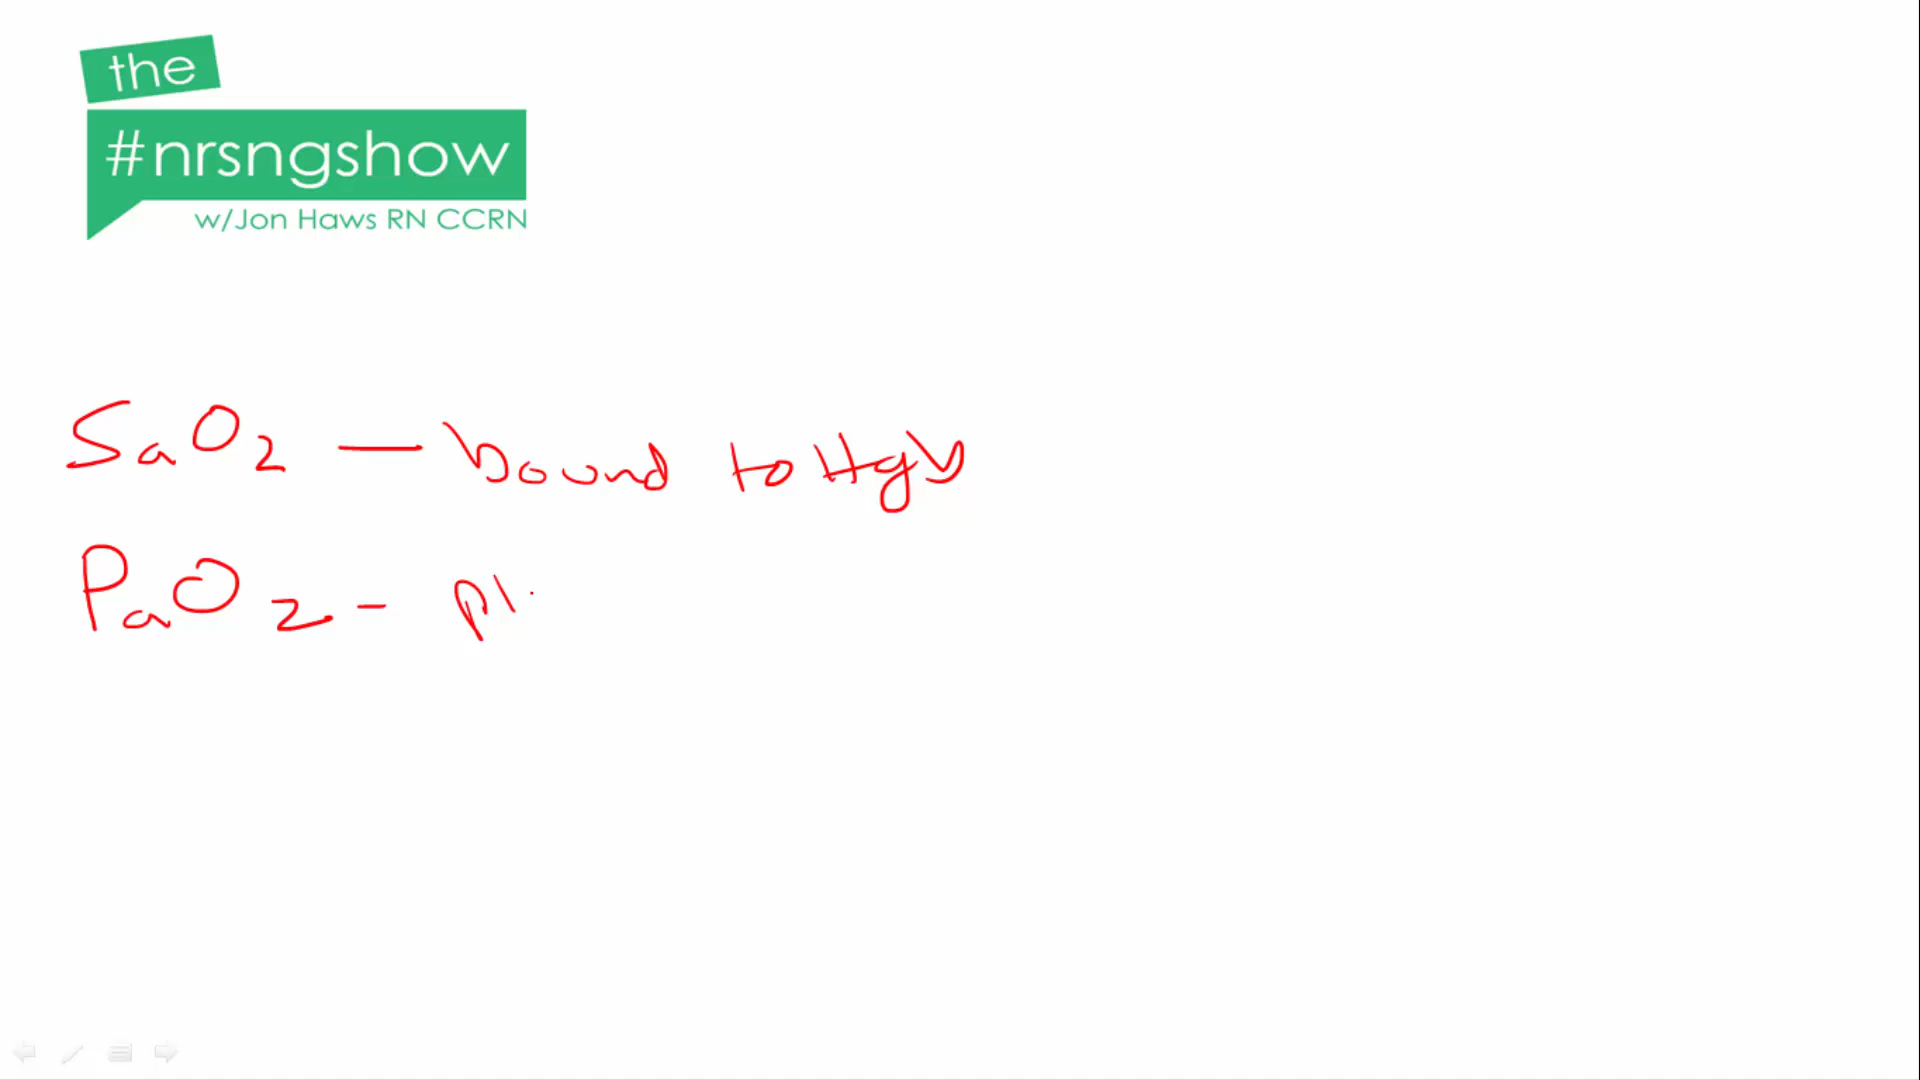 the
#nrsngshow
w/Jon Haws RN CCRN
SaO2 — bound to Hgb
PaO2 - pl